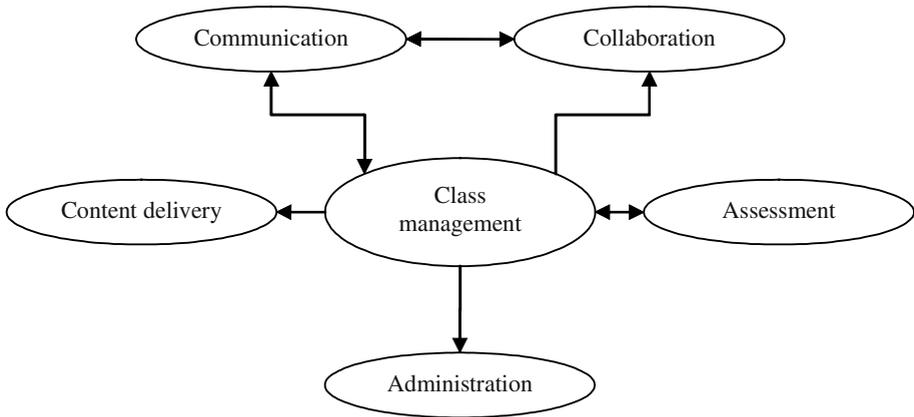 Communication
Collaboration
Content delivery
Class
management
Assessment
Administration